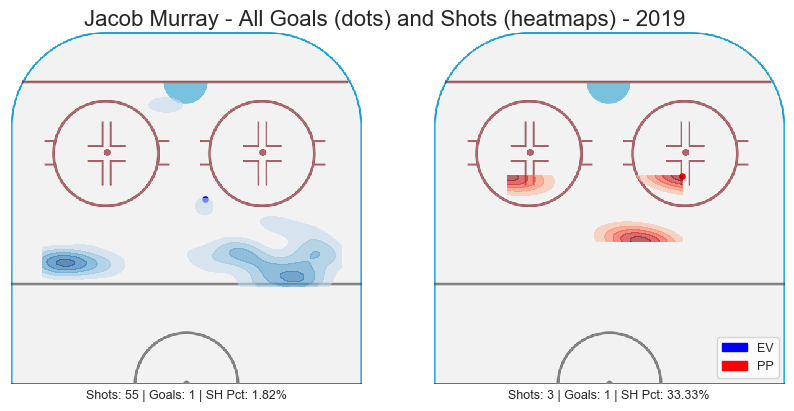 Jacob Murray - All Goals (dots) and Shots (heatmaps) - 2019
EV
PP
Shots: 55 | Goals: 1 | SH Pct: 1.82%
Shots: 3 | Goals: 1 | SH Pct: 33.33%